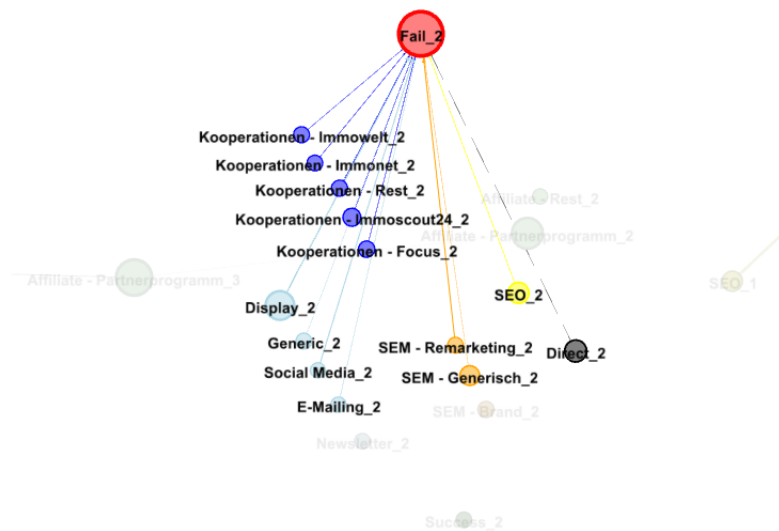 Fail_2
Kooperationen - Immowelt_2
Kooperationen - Immonet_2
Kooperationen - Rest_2
Affiliate - Rest_2
Kooperationen - Immoscout24_2
Affiliate - Partnerprogramm_2
Kooperationen - Focus_2
Affiliate - Partnerprogramm_3
SEO_1
SEO_2
Display_2
Generic_2
SEM - Remarketing_2
Direct_2
Social Media_2
SEM - Generisch_2
E-Mailing_2
SEM - Brand_2
Newsletter_2
Success_2